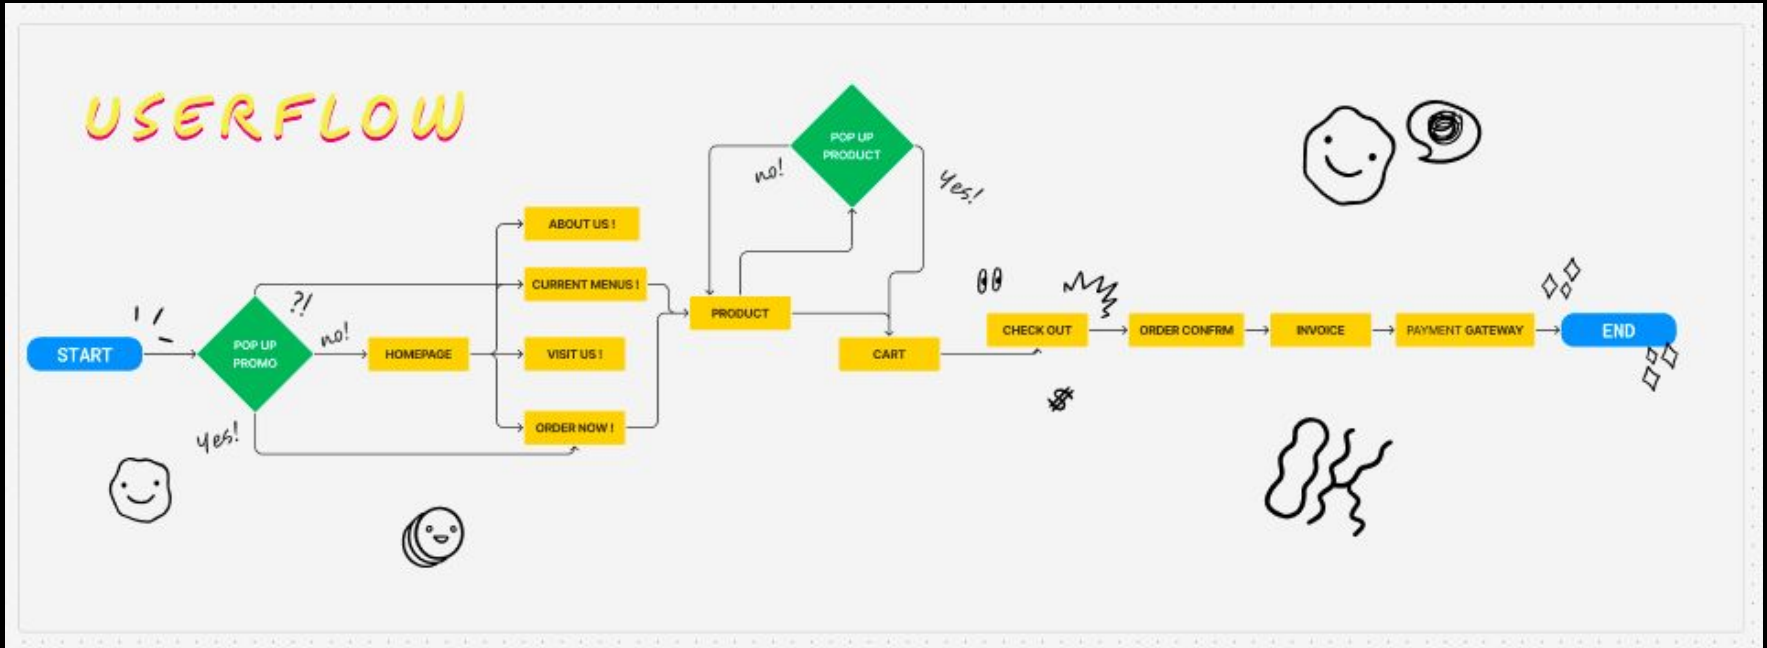 USERFLOW
POP UP
PRODUCT
no!
Yes!
ABOUT US !
CURRENT MENUS !
?!
PRODUCT
START
POP UP
PROMO
no!
HOMEPAGE
VISIT US !
CART
CHECK OUT
ORDER CONFRM
INVOICE
PAYMENT GATEWAY
END
ORDER NOW !
Yes!
$
OK